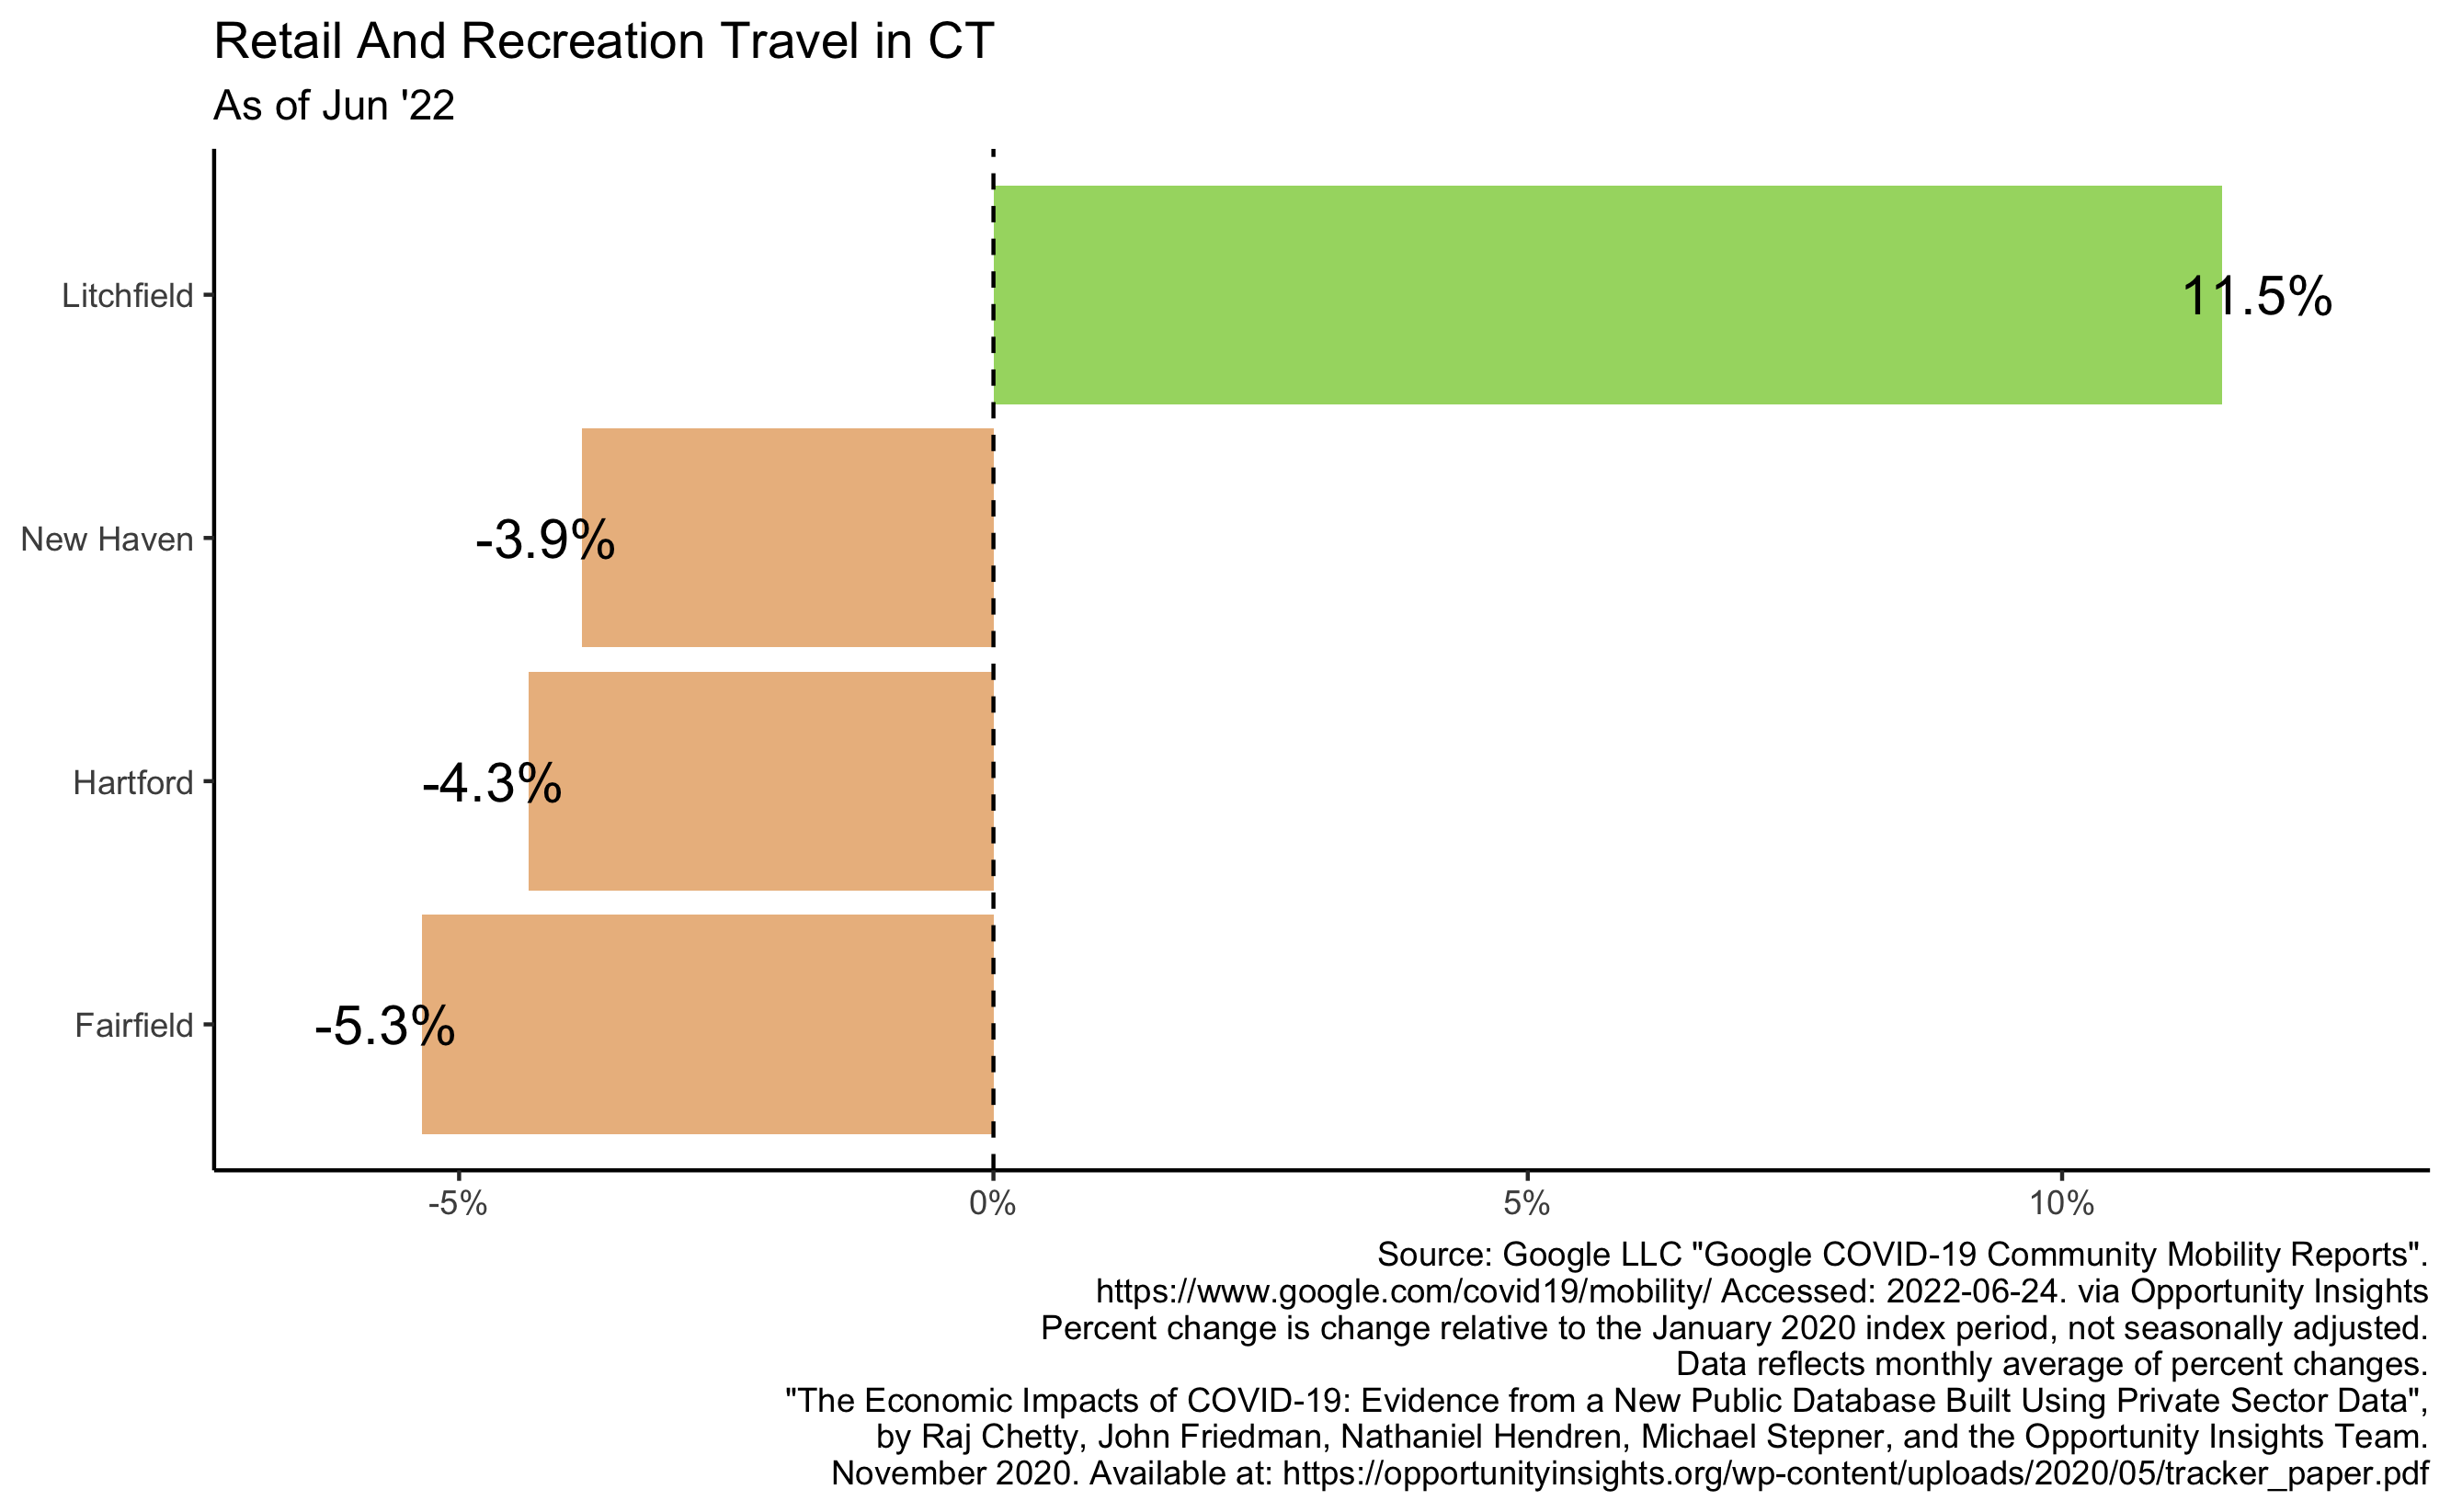 Retail And Recreation Travel in CT
As of Jun '22
Litchfield
11.5%
New Haven
-3.9%
Hartford
-4.3%
Fairfield
-5.3%
-5%
0%
5%
10%
Source: Google LLC "Google COVID-19 Community Mobility Reports".
https://www.google.com/covid19/mobility/ Accessed: 2022-06-24. via Opportunity Insights
Percent change is change relative to the January 2020 index period, not seasonally adjusted.
Data reflects monthly average of percent changes.
"The Economic Impacts of COVID-19: Evidence from a New Public Database Built Using Private Sector Data",
by Raj Chetty, John Friedman, Nathaniel Hendren, Michael Stepner, and the Opportunity Insights Team.
November 2020. Available at: https://opportunityinsights.org/wp-content/uploads/2020/05/tracker_paper.pdf